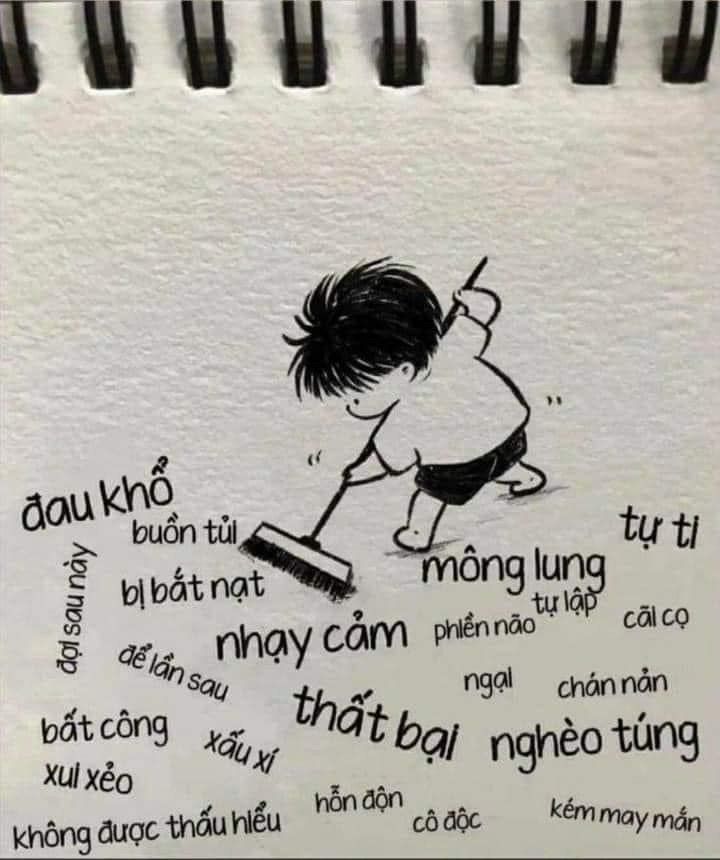 đau khổ
buồn tủi
tự ti
đợi sau này
bị bắt nạt
mông lung
tự lập
nhạy cảm
phiền não
cãi cọ
để lần sau
ngại
chán nản
bất công
xấu xí
thất bại
nghèo túng
xui xẻo
không được thấu hiểu
hỗn độn
cô độc
kém may mắn